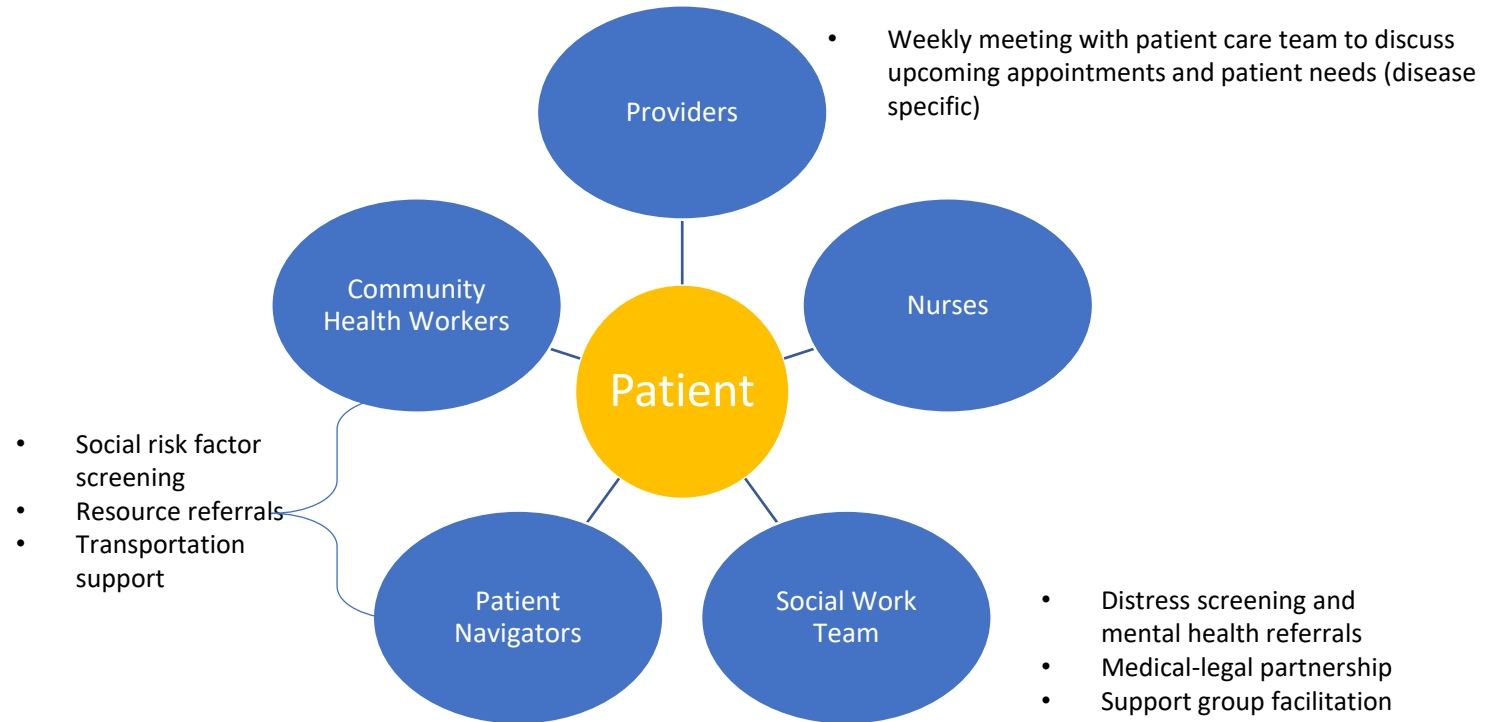 • Weekly meeting with patient care team to discuss
upcoming appointments and patient needs (disease
specific)
Providers
Community
Health Workers
Nurses
Patient
• Social risk factor
screening
• Resource referrals
• Transportation
support
Patient
Navigators
Social Work
Team
• Distress screening and
mental health referrals
• Medical-legal partnership
• Support group facilitation